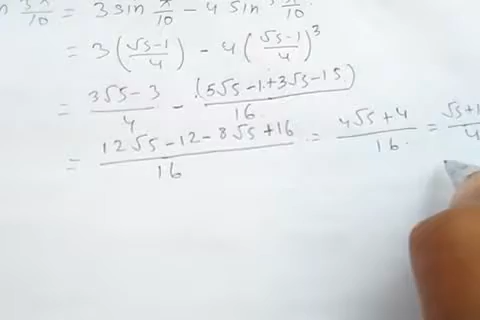 3π/10 = 3 sin π/10 - 4 sin³ π/10
= 3(√5-1/4) - 4(√5-1/4)³
= 3√5-3/4 - (5√5-1+3√5-15)/16
= 12√5-12-8√5+16/16 = 4√5+4/16 = √5+1/4